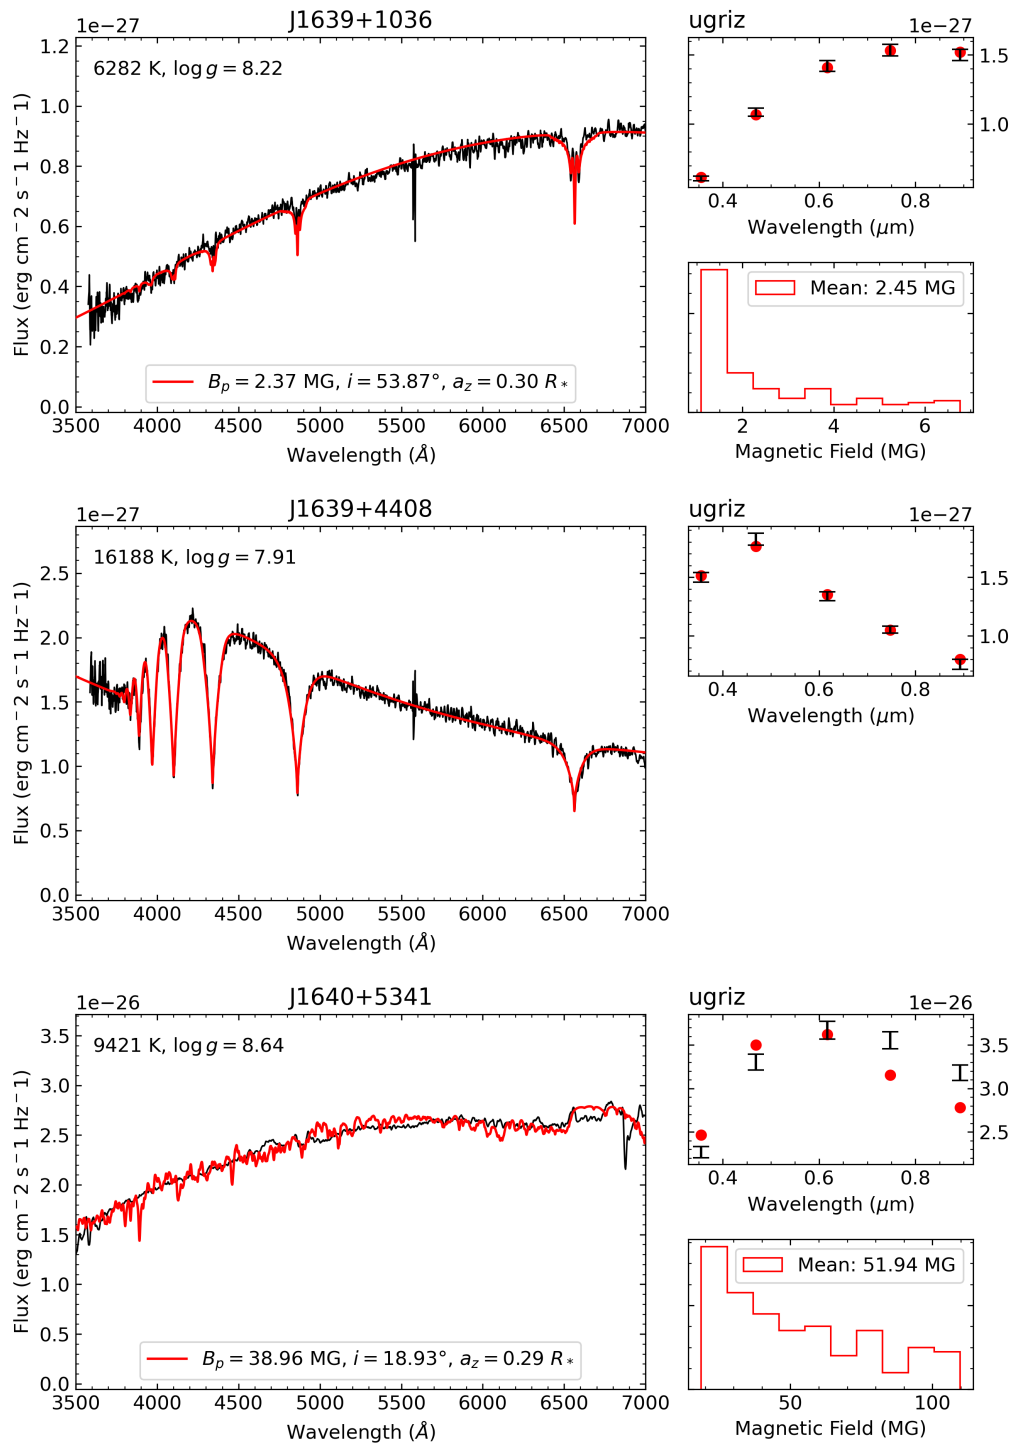 J1639+1036
1e−27
6282 K, log g = 8.22
1.2
1.0
0.8
0.6
0.4
0.2
0.0
Flux (erg cm−2 s−1 Hz−1)
B_p = 2.37 MG, i = 53.87°, a_z = 0.30 R_*
3500 4000 4500 5000 5500 6000 6500 7000
Wavelength (Å)
ugriz
1e−27
1.5
1.0
0.4 0.6 0.8
Wavelength (μm)
Mean: 2.45 MG
2 4 6
Magnetic Field (MG)
J1639+4408
1e−27
16188 K, log g = 7.91
2.5
2.0
1.5
1.0
0.5
0.0
Flux (erg cm−2 s−1 Hz−1)
3500 4000 4500 5000 5500 6000 6500 7000
Wavelength (Å)
ugriz
1e−27
1.5
1.0
0.4 0.6 0.8
Wavelength (μm)
J1640+5341
1e−26
9421 K, log g = 8.64
3.5
3.0
2.5
2.0
1.5
1.0
0.5
0.0
Flux (erg cm−2 s−1 Hz−1)
B_p = 38.96 MG, i = 18.93°, a_z = 0.29 R_*
3500 4000 4500 5000 5500 6000 6500 7000
Wavelength (Å)
ugriz
1e−26
3.5
3.0
2.5
0.4 0.6 0.8
Wavelength (μm)
Mean: 51.94 MG
50 100
Magnetic Field (MG)